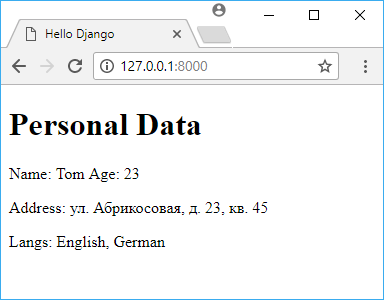 Hello Django
127.0.0.1:8000
Personal Data
Name: Tom Age: 23
Address: ул. Абрикосовая, д. 23, кв. 45
Langs: English, German